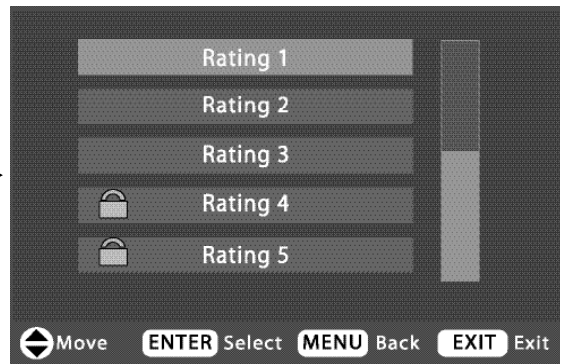 Rating 1
Rating 2
Rating 3
Rating 4
Rating 5
Move ENTER Select MENU Back EXIT Exit